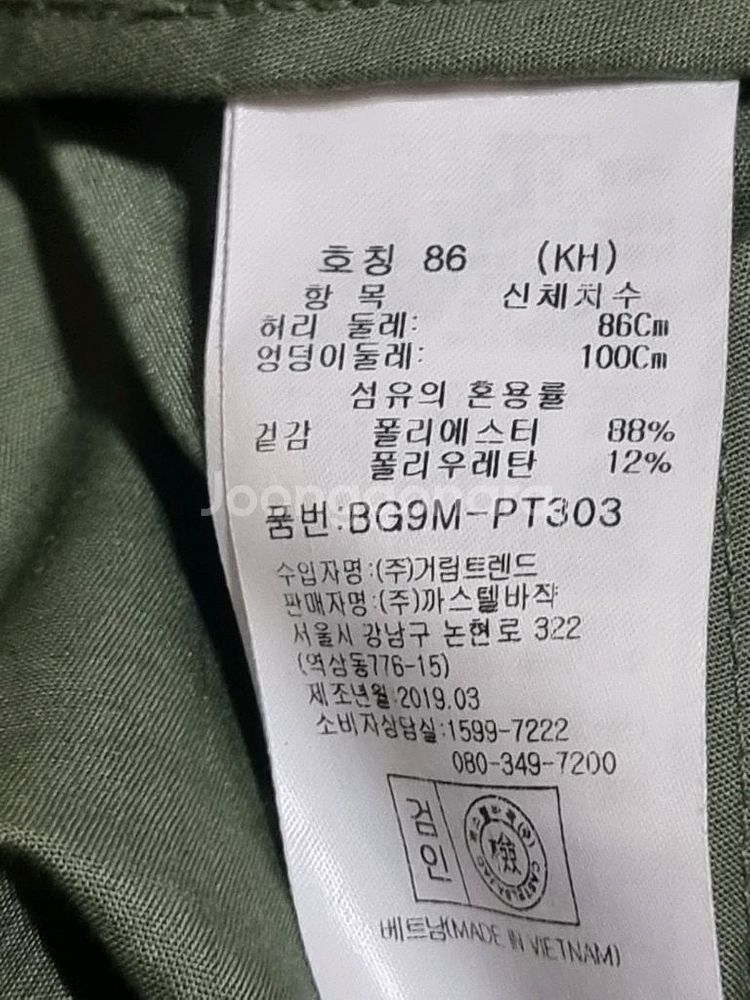 호칭 86 (KH)
항 목 신체치수
허리 둘레: 86Cm
엉덩이둘레: 100Cm
섬유의 혼용률
겉감 폴리에스터 88%
폴리우레탄 12%
품번:BG9M-PT303
수입자명:(주)거림트렌드
판매자명:(주)까스텔바작
서울시 강남구 논현로 322
(역삼동776-15)
제조년월:2019.03
소비자상담실:1599-7222
080-349-7200
검인
檢
베트남(MADE IN VIETNAM)